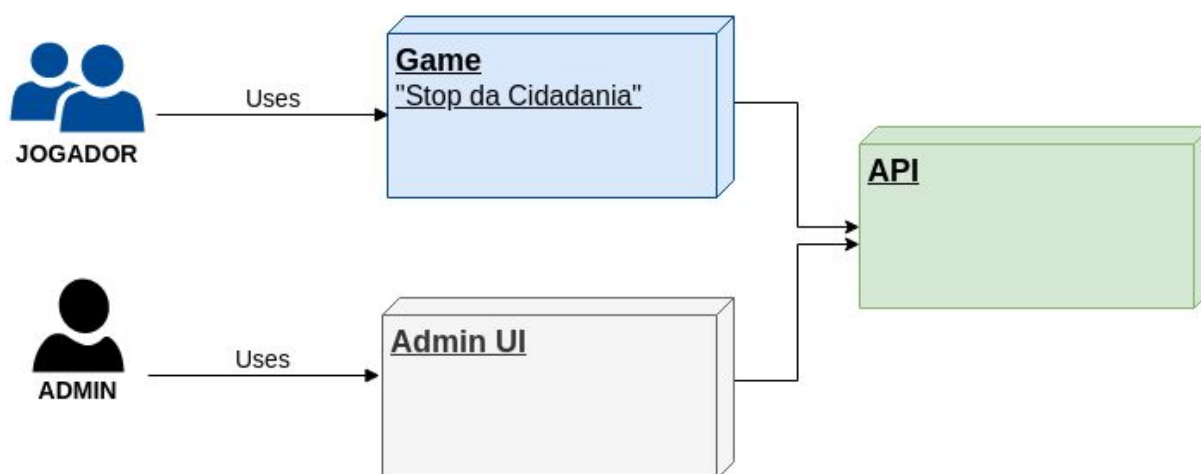 Game
"Stop da Cidadania"
Uses
JOGADOR
API
Admin UI
Uses
ADMIN